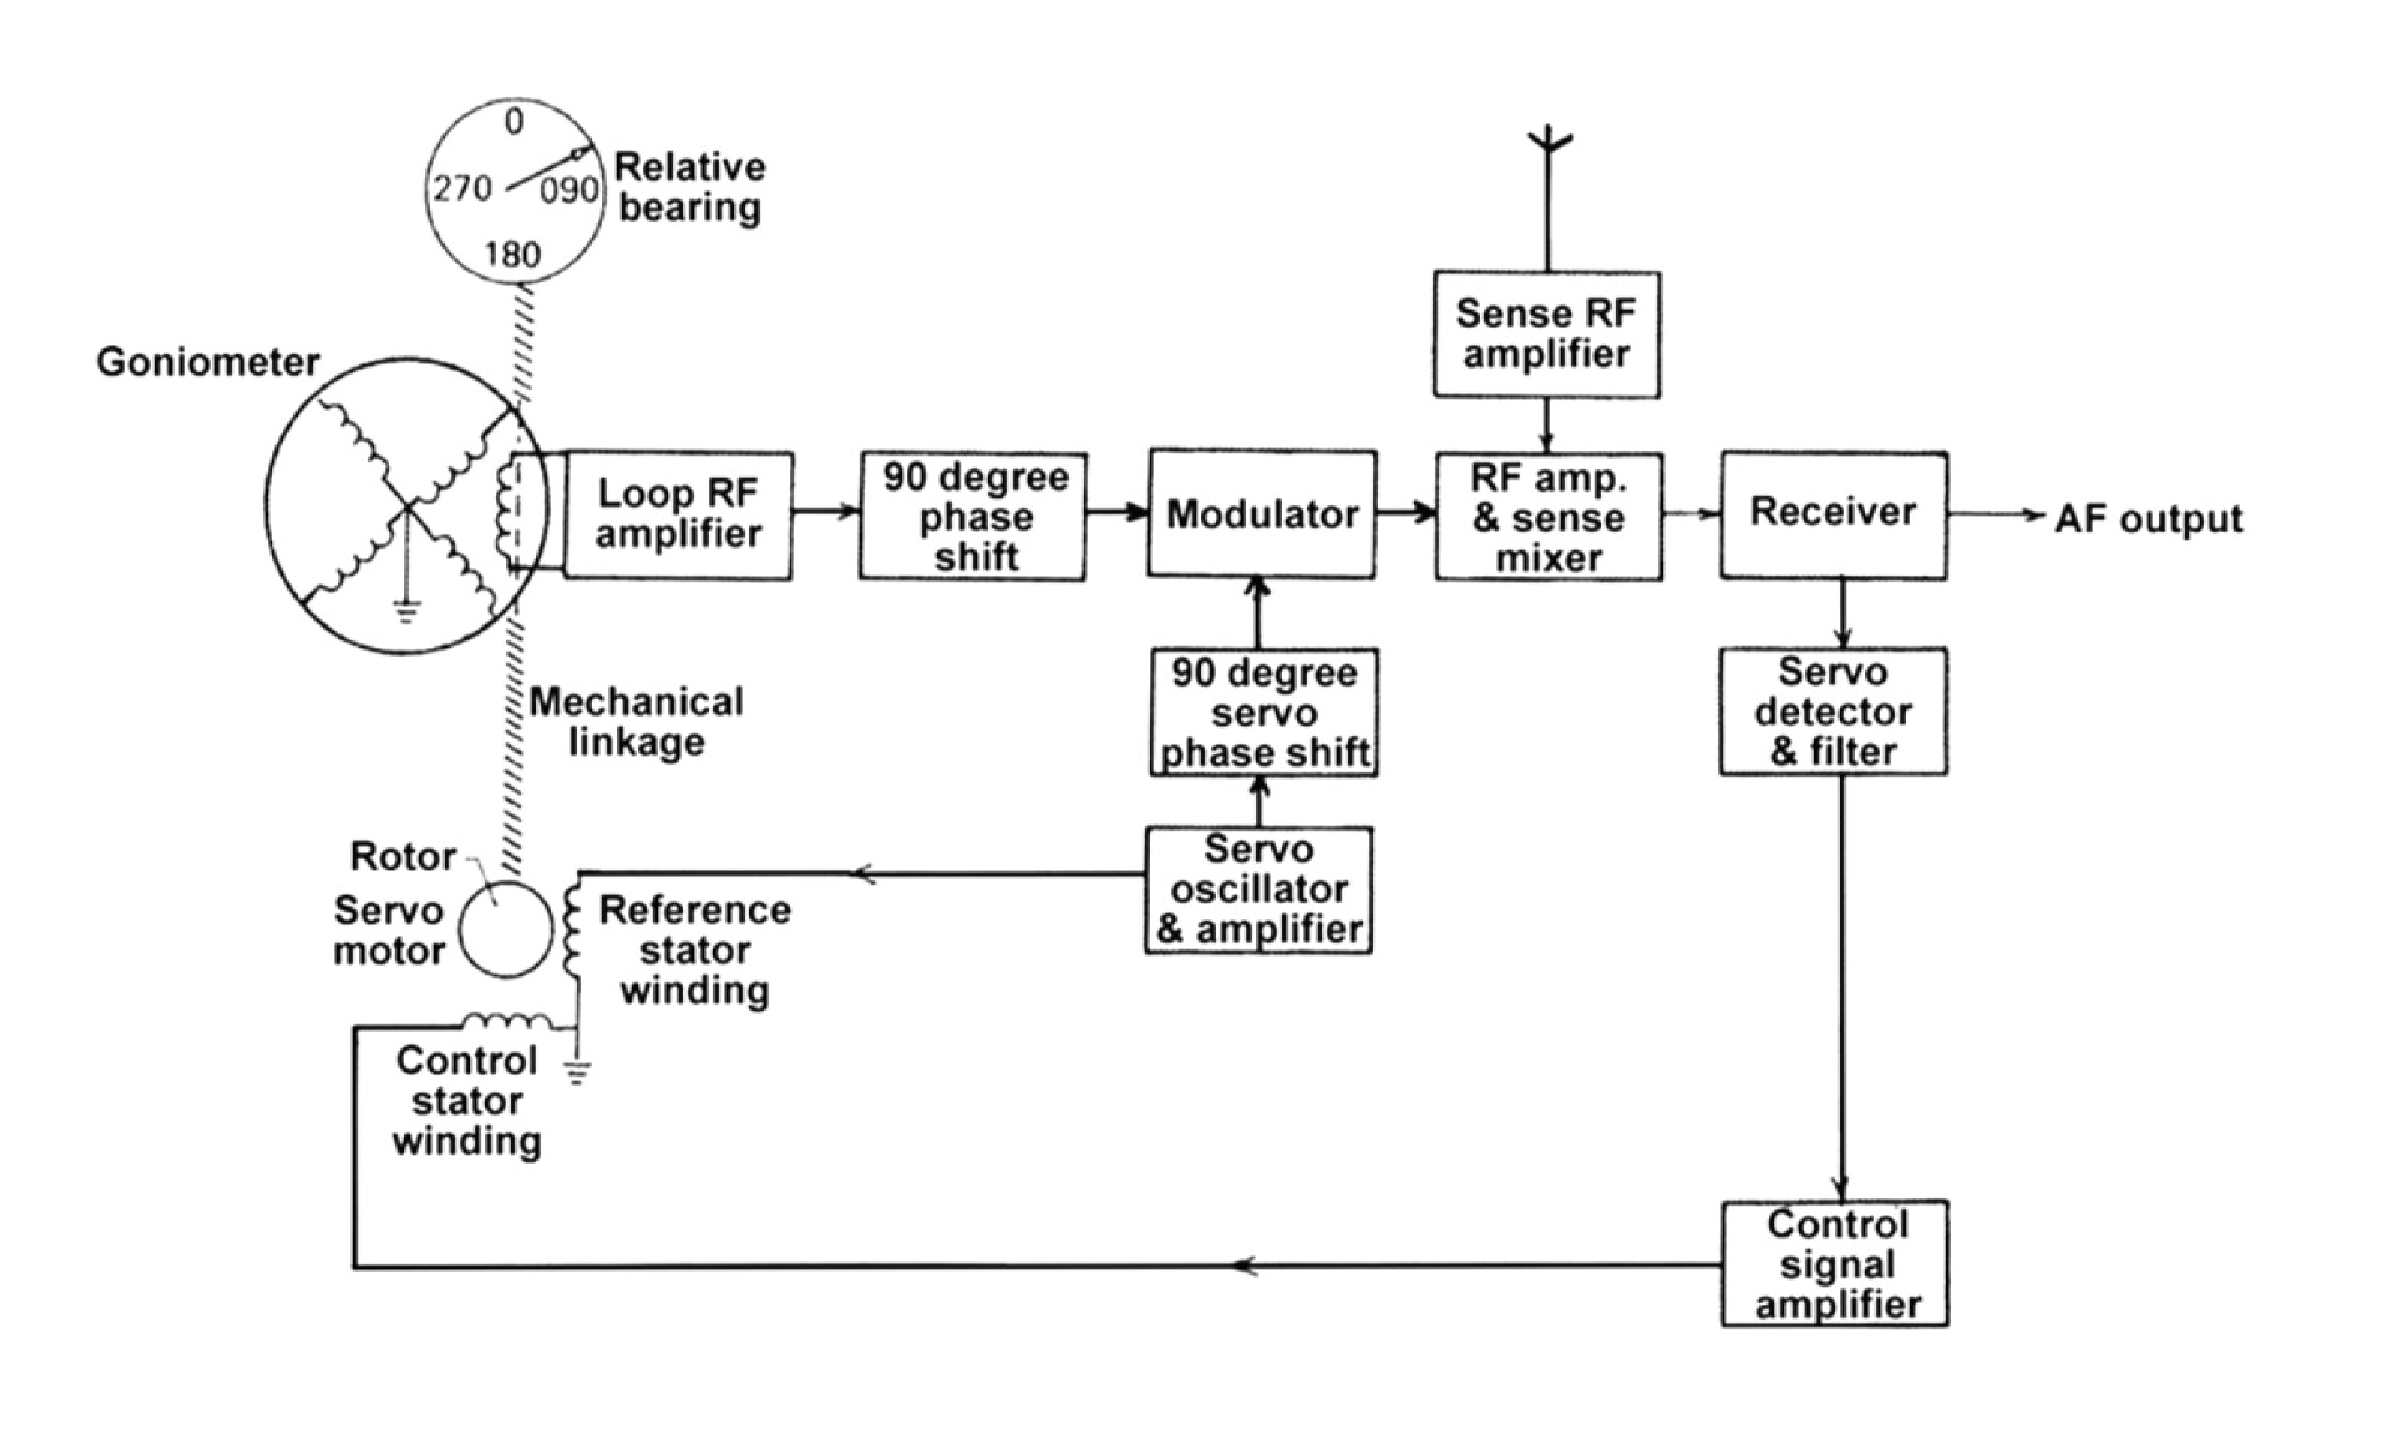 0
270
090
180
Relative
bearing
Goniometer
Sense RF
amplifier
Loop RF
amplifier
90 degree
phase
shift
Modulator
RF amp.
& sense
mixer
Receiver
AF output
Mechanical
linkage
90 degree
servo
phase shift
Servo
detector
& filter
Rotor
Servo
motor
Reference
stator
winding
Servo
oscillator
& amplifier
Control
stator
winding
Control
signal
amplifier